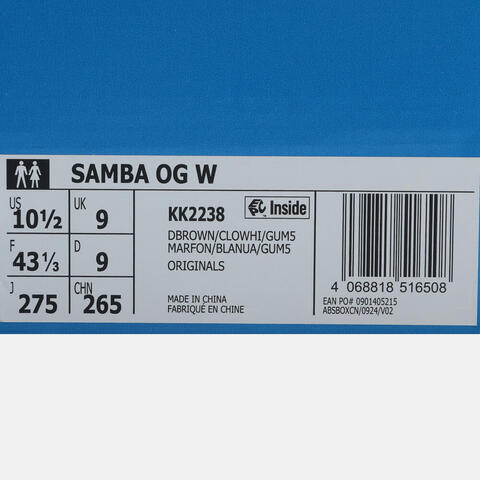 SAMBA OG W
US 10½ UK 9
F 43⅓ D 9
J 275 CHN 265
KK2238 Inside
DBROWN/CLOWHI/GUM5
MARFON/BLANUA/GUM5
ORIGINALS
MADE IN CHINA
FABRIQUÉ EN CHINE
4 068818 516508
EAN PO# 0901405215
ABSBOXCN/0924/V02